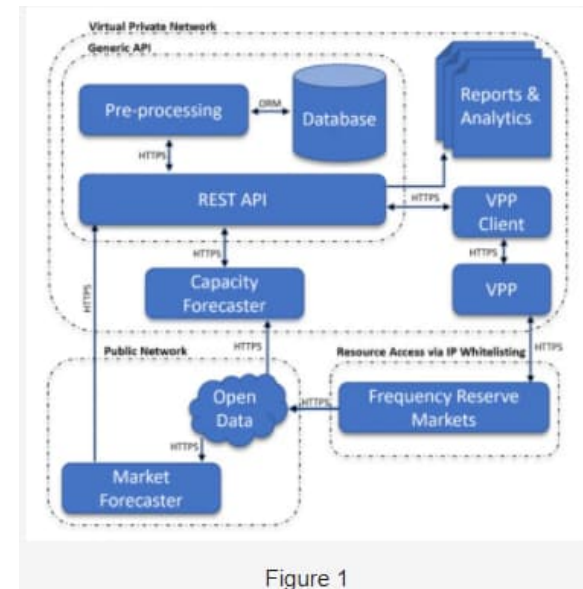 Virtual Private Network
Generic API
Pre-processing
ORM
Database
Reports &
Analytics
HTTPS
REST API
HTTPS
VPP
Client
HTTPS
HTTPS
Capacity
Forecaster
HTTPS
VPP
HTTPS
Public Network
HTTPS
Resource Access via IP Whitelisting
HTTPS
Open
Data
HTTPS
Frequency Reserve
Markets
HTTPS
Market
Forecaster
Figure 1